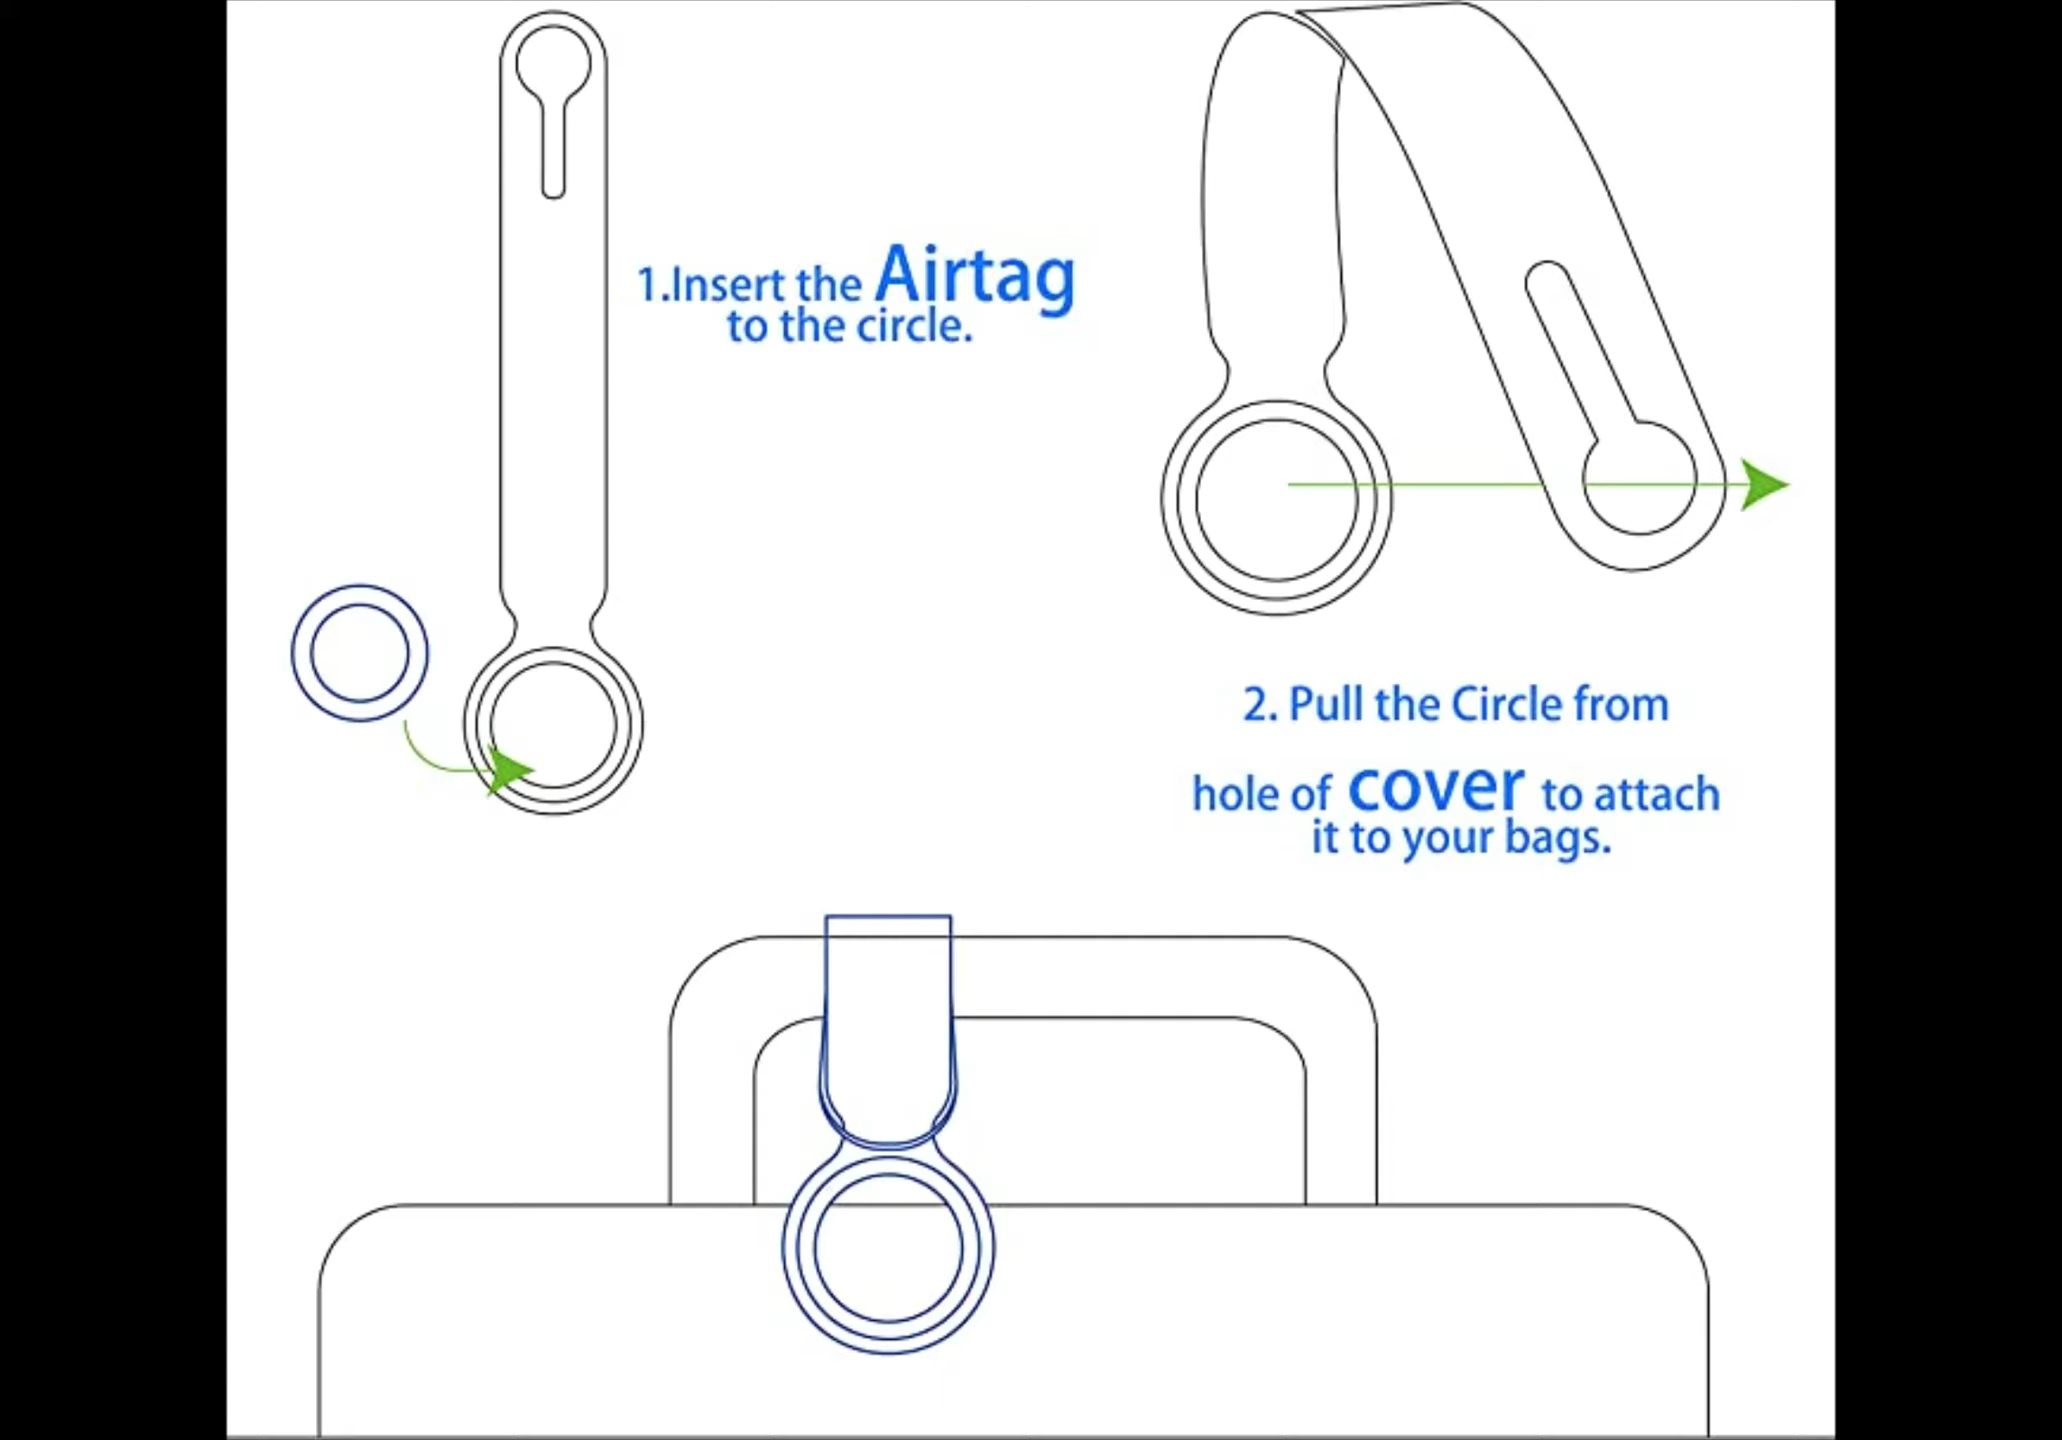 1.Insert the Airtag
to the circle.
2. Pull the Circle from
hole of cover to attach
it to your bags.